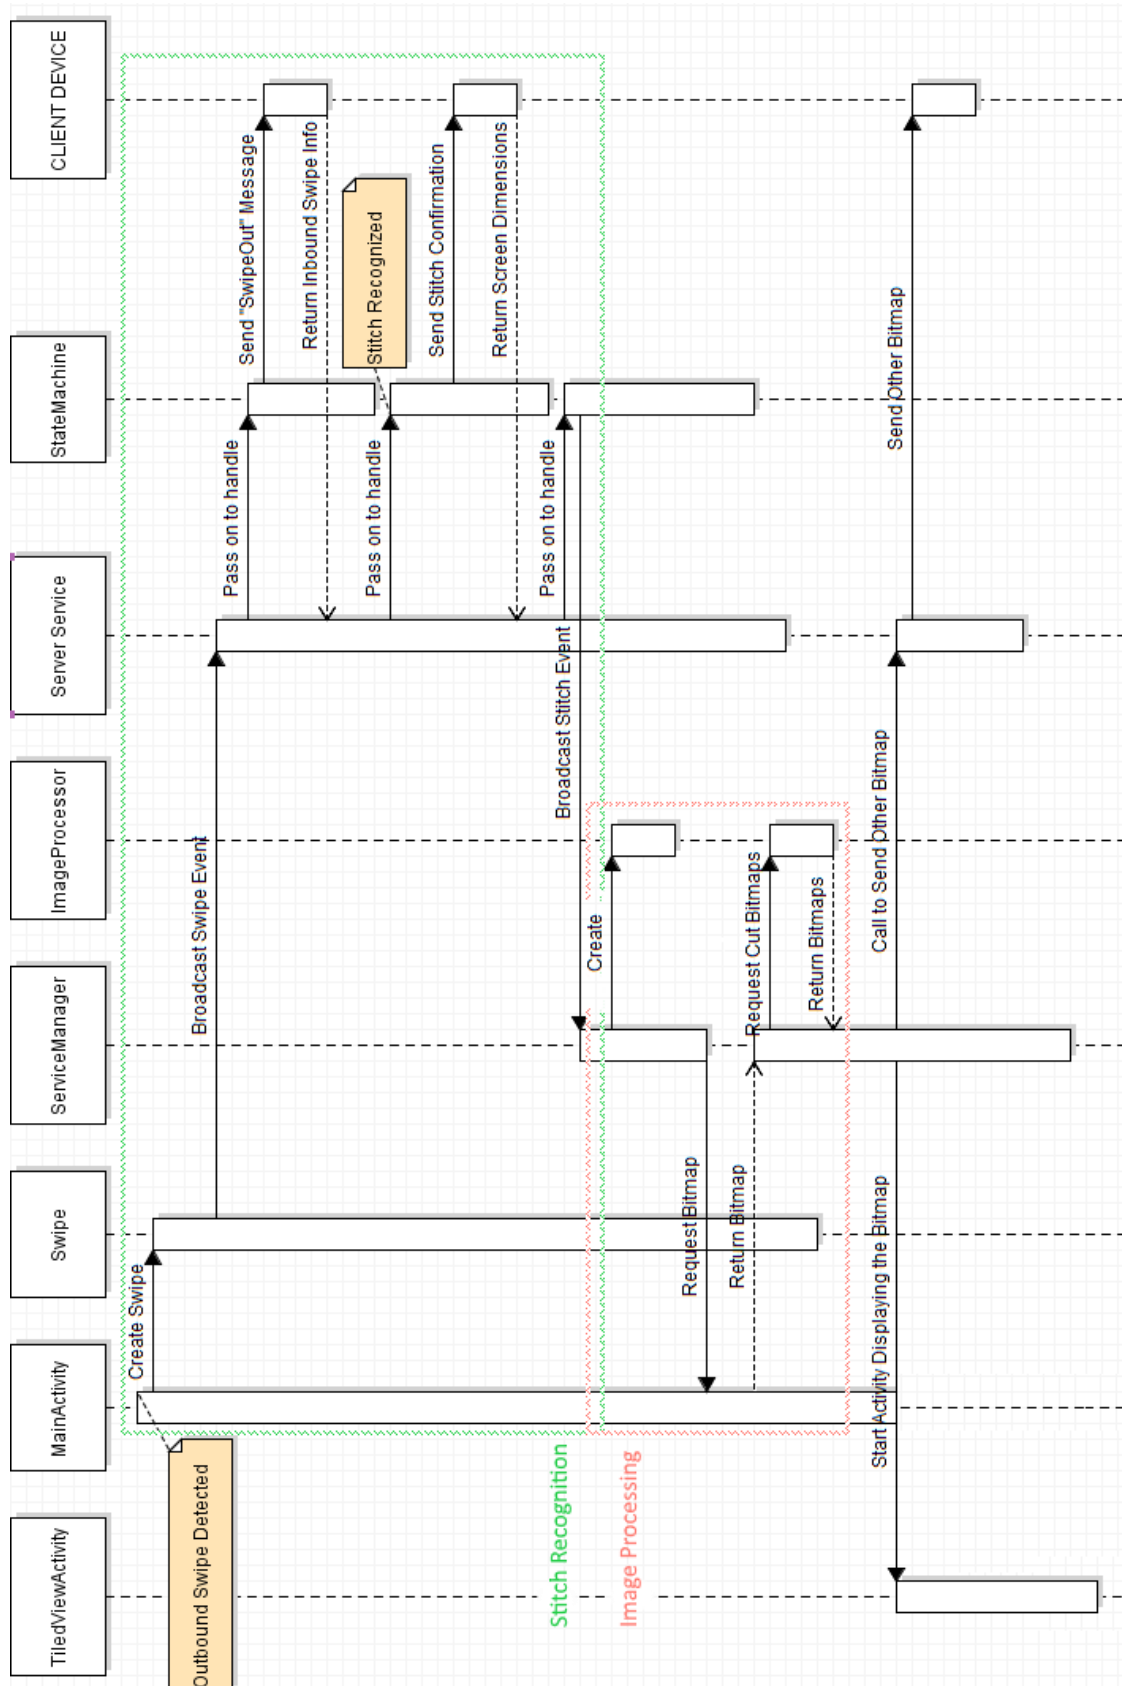 TiledViewActivity
MainActivity
Swipe
ServiceManager
ImageProcessor
Server Service
StateMachine
CLIENT DEVICE
Outbound Swipe Detected
Create Swipe
Broadcast Swipe Event
Pass on to handle
Send "SwipeOut" Message
Return Inbound Swipe Info
Stitch Recognized
Pass on to handle
Send Stitch Confirmation
Return Screen Dimensions
Pass on to handle
Broadcast Stitch Event
Stitch Recognition
Create
Image Processing
Request Bitmap
Return Bitmap
Request Cut Bitmaps
Return Bitmaps
Start Activity Displaying the Bitmap
Call to Send Other Bitmap
Send Other Bitmap